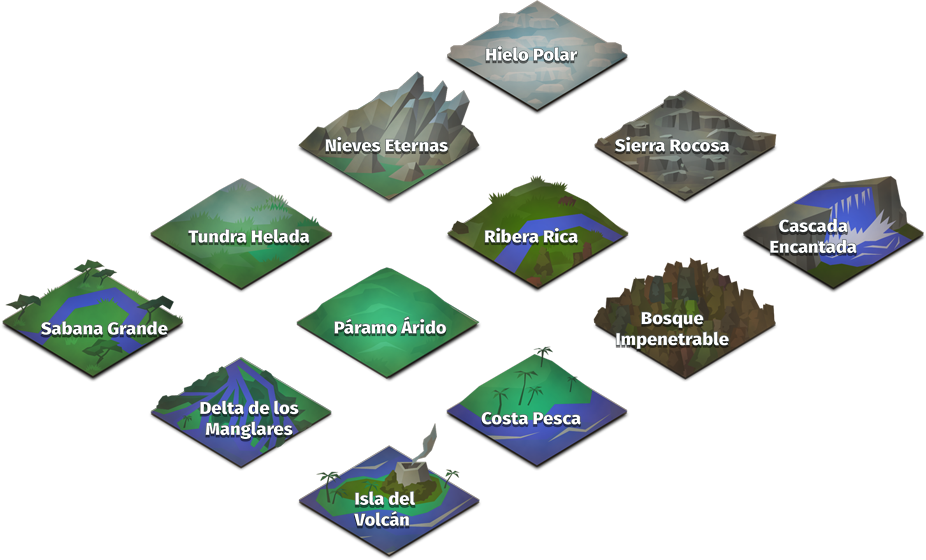 Hielo Polar
Nieves Eternas
Sierra Rocosa
Tundra Helada
Ribera Rica
Cascada
Encantada
Sabana Grande
Páramo Árido
Bosque
Impenetrable
Delta de los
Manglares
Costa Pesca
Isla del
Volcán